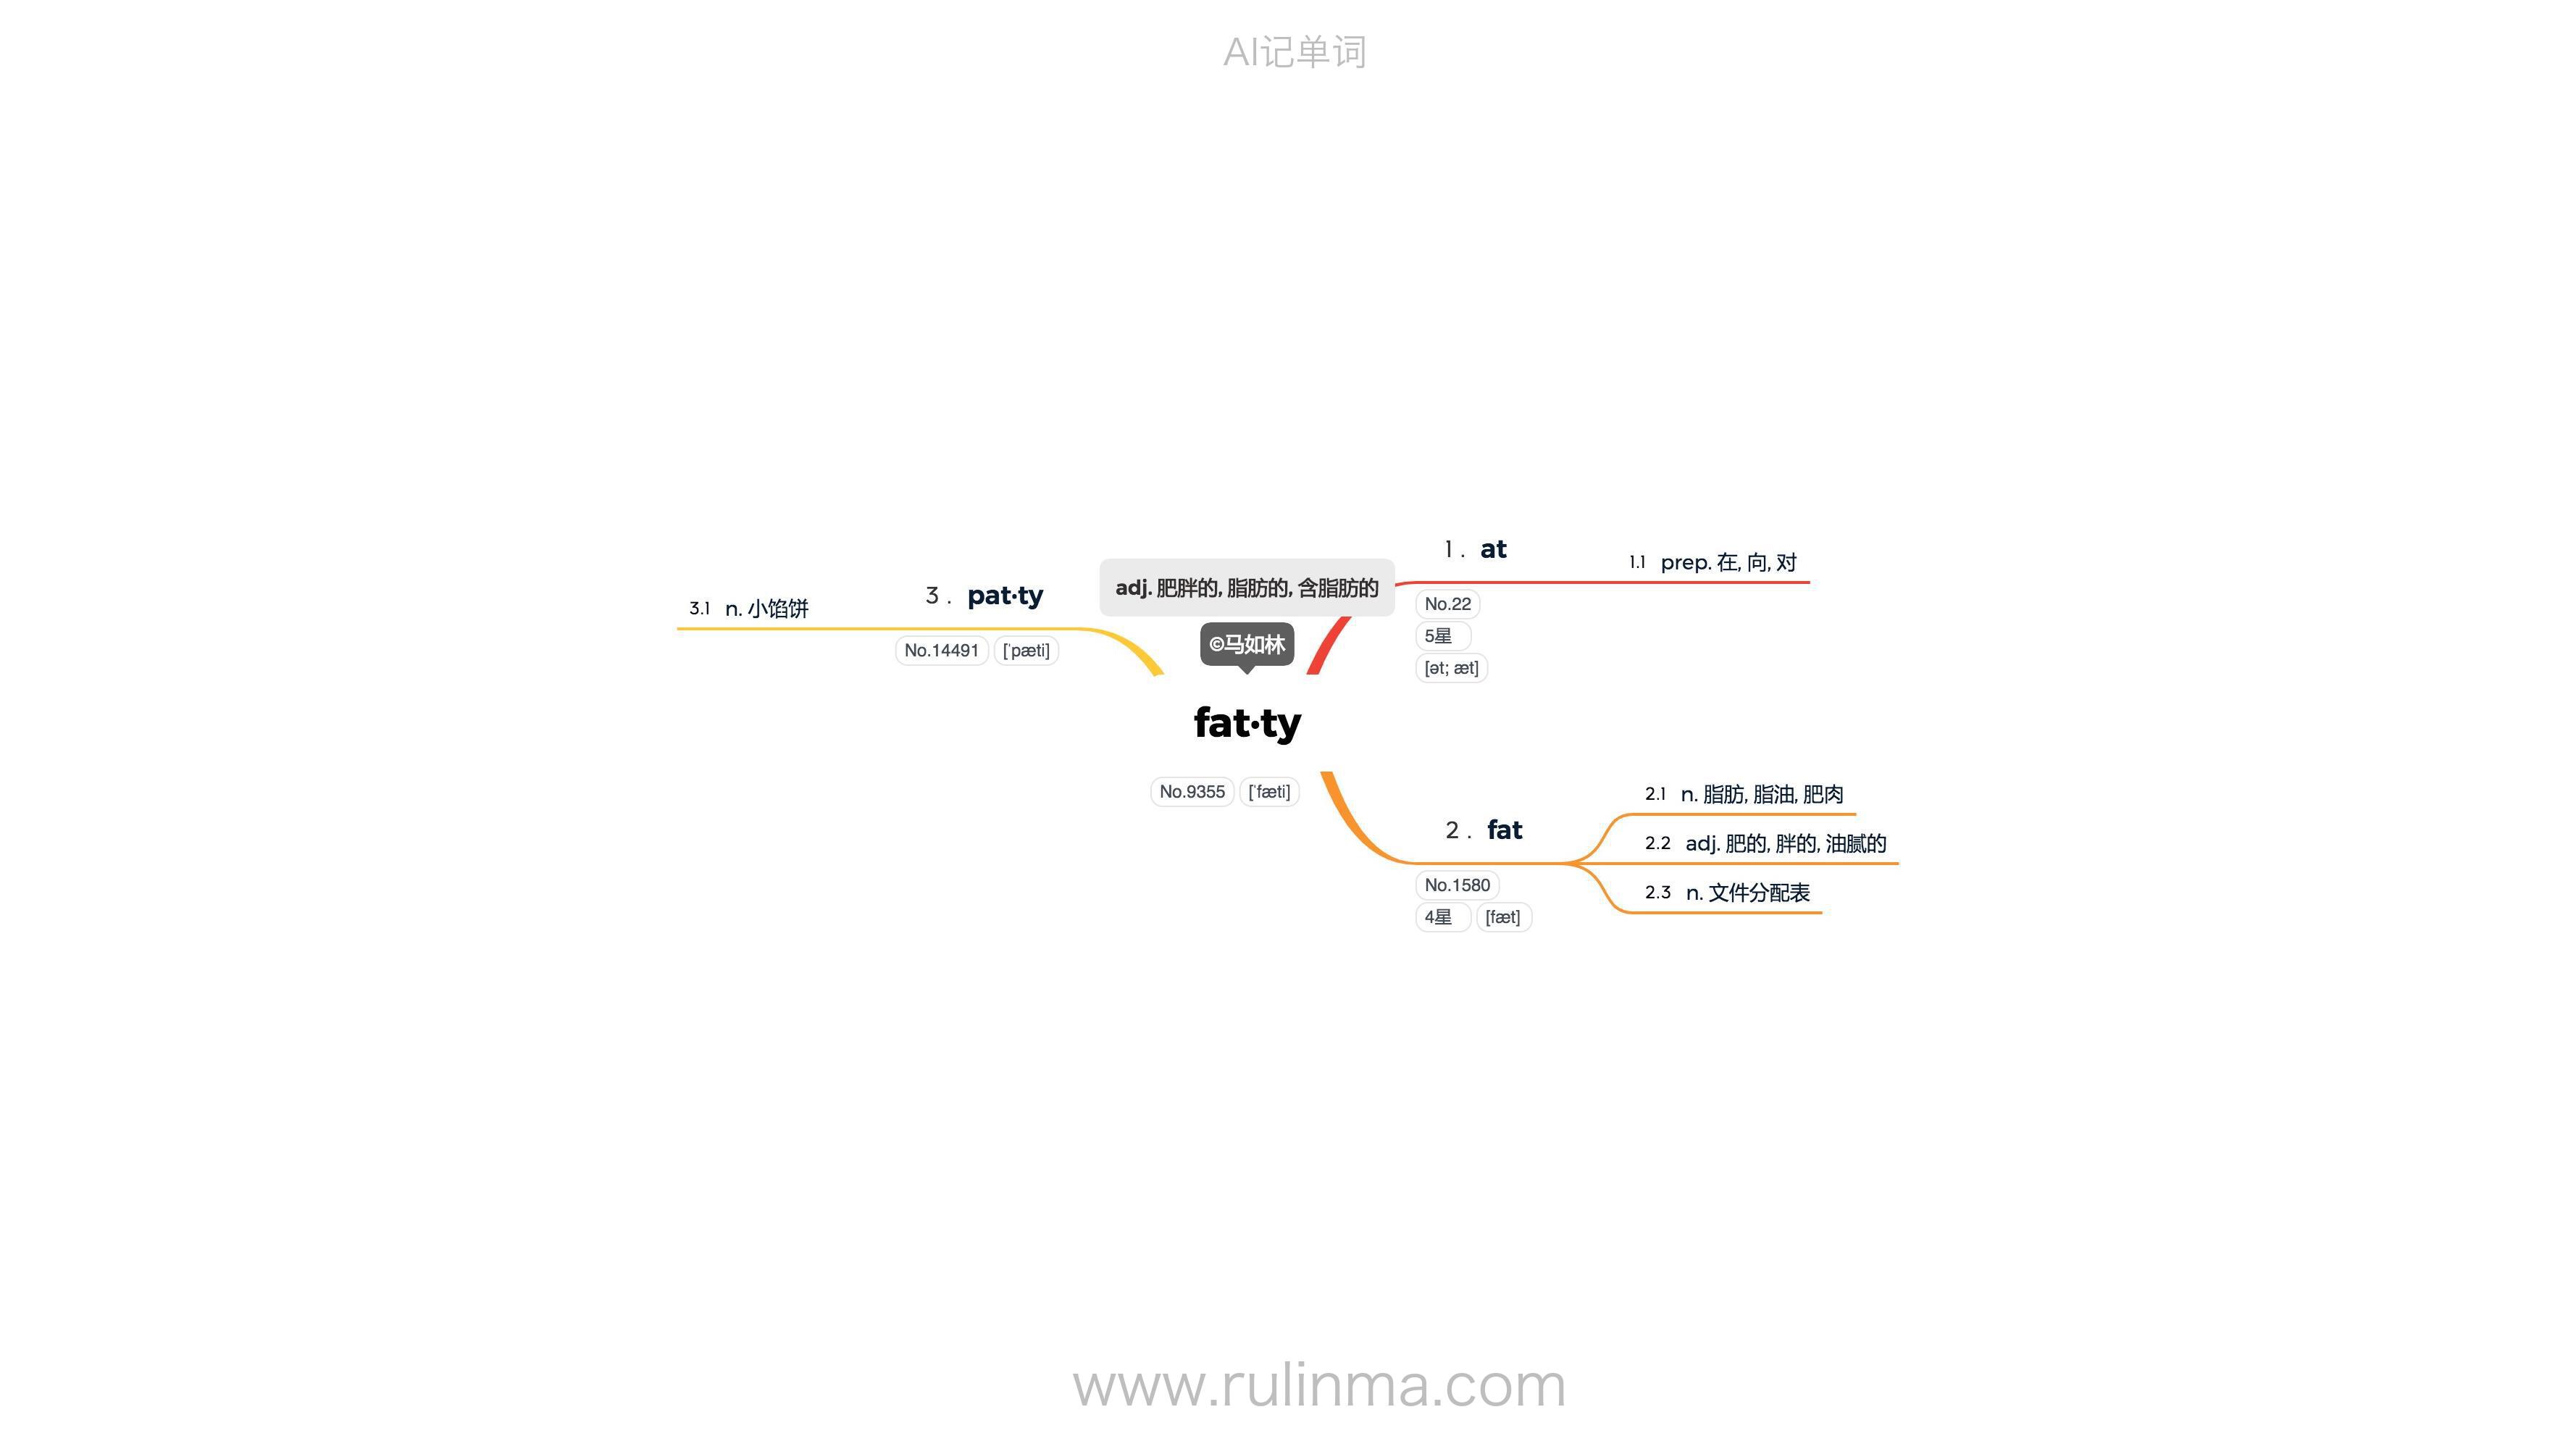 AI记单词
adj. 肥胖的, 脂肪的, 含脂肪的
©马如林
fat·ty
No.9355 [ˈfæti]
1. at
No.22
5星
[ət; æt]
1.1 prep. 在, 向, 对
2. fat
No.1580
4星 [fæt]
2.1 n. 脂肪, 脂油, 肥肉
2.2 adj. 肥的, 胖的, 油腻的
2.3 n. 文件分配表
3. pat·ty
No.14491 [ˈpæti]
3.1 n. 小馅饼
www.rulinma.com